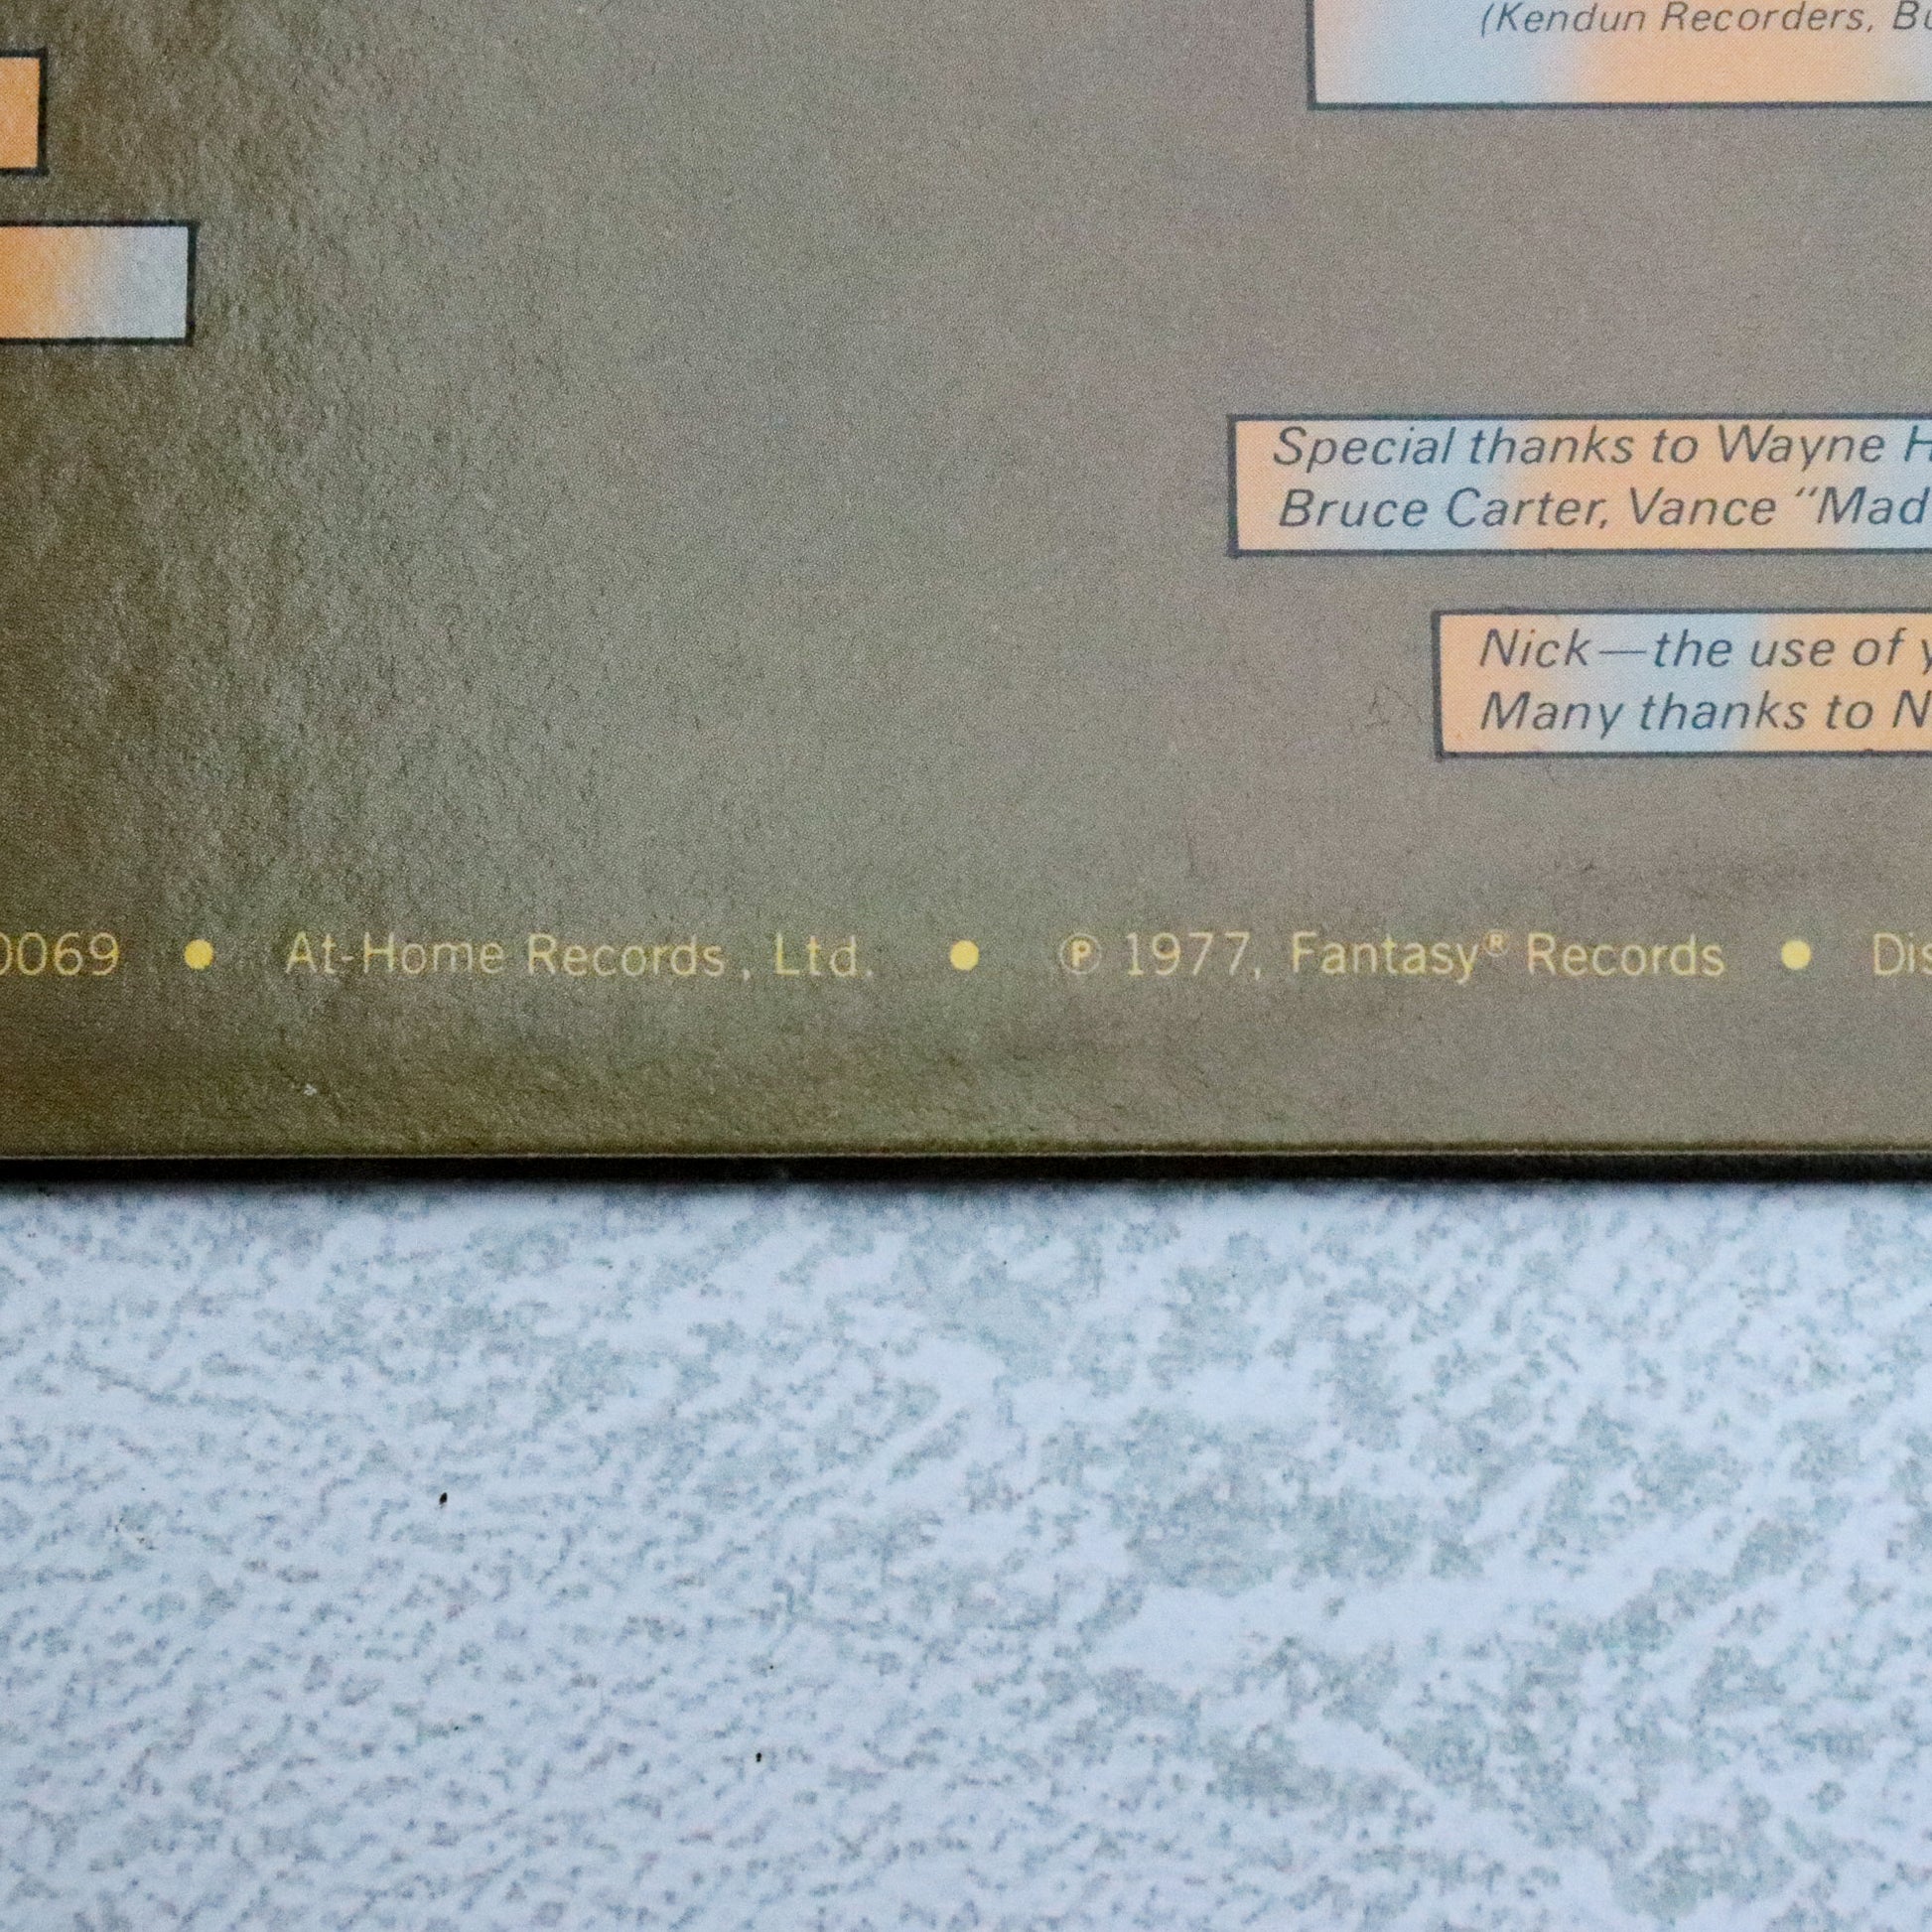 (Kendun Recorders,
Special thanks to Wayne
Bruce Carter, Vance “Mad
Nick—the use of
Many thanks to
0069 ● At-Home Records, Ltd. ● ℗ 1977, Fantasy® Records ●